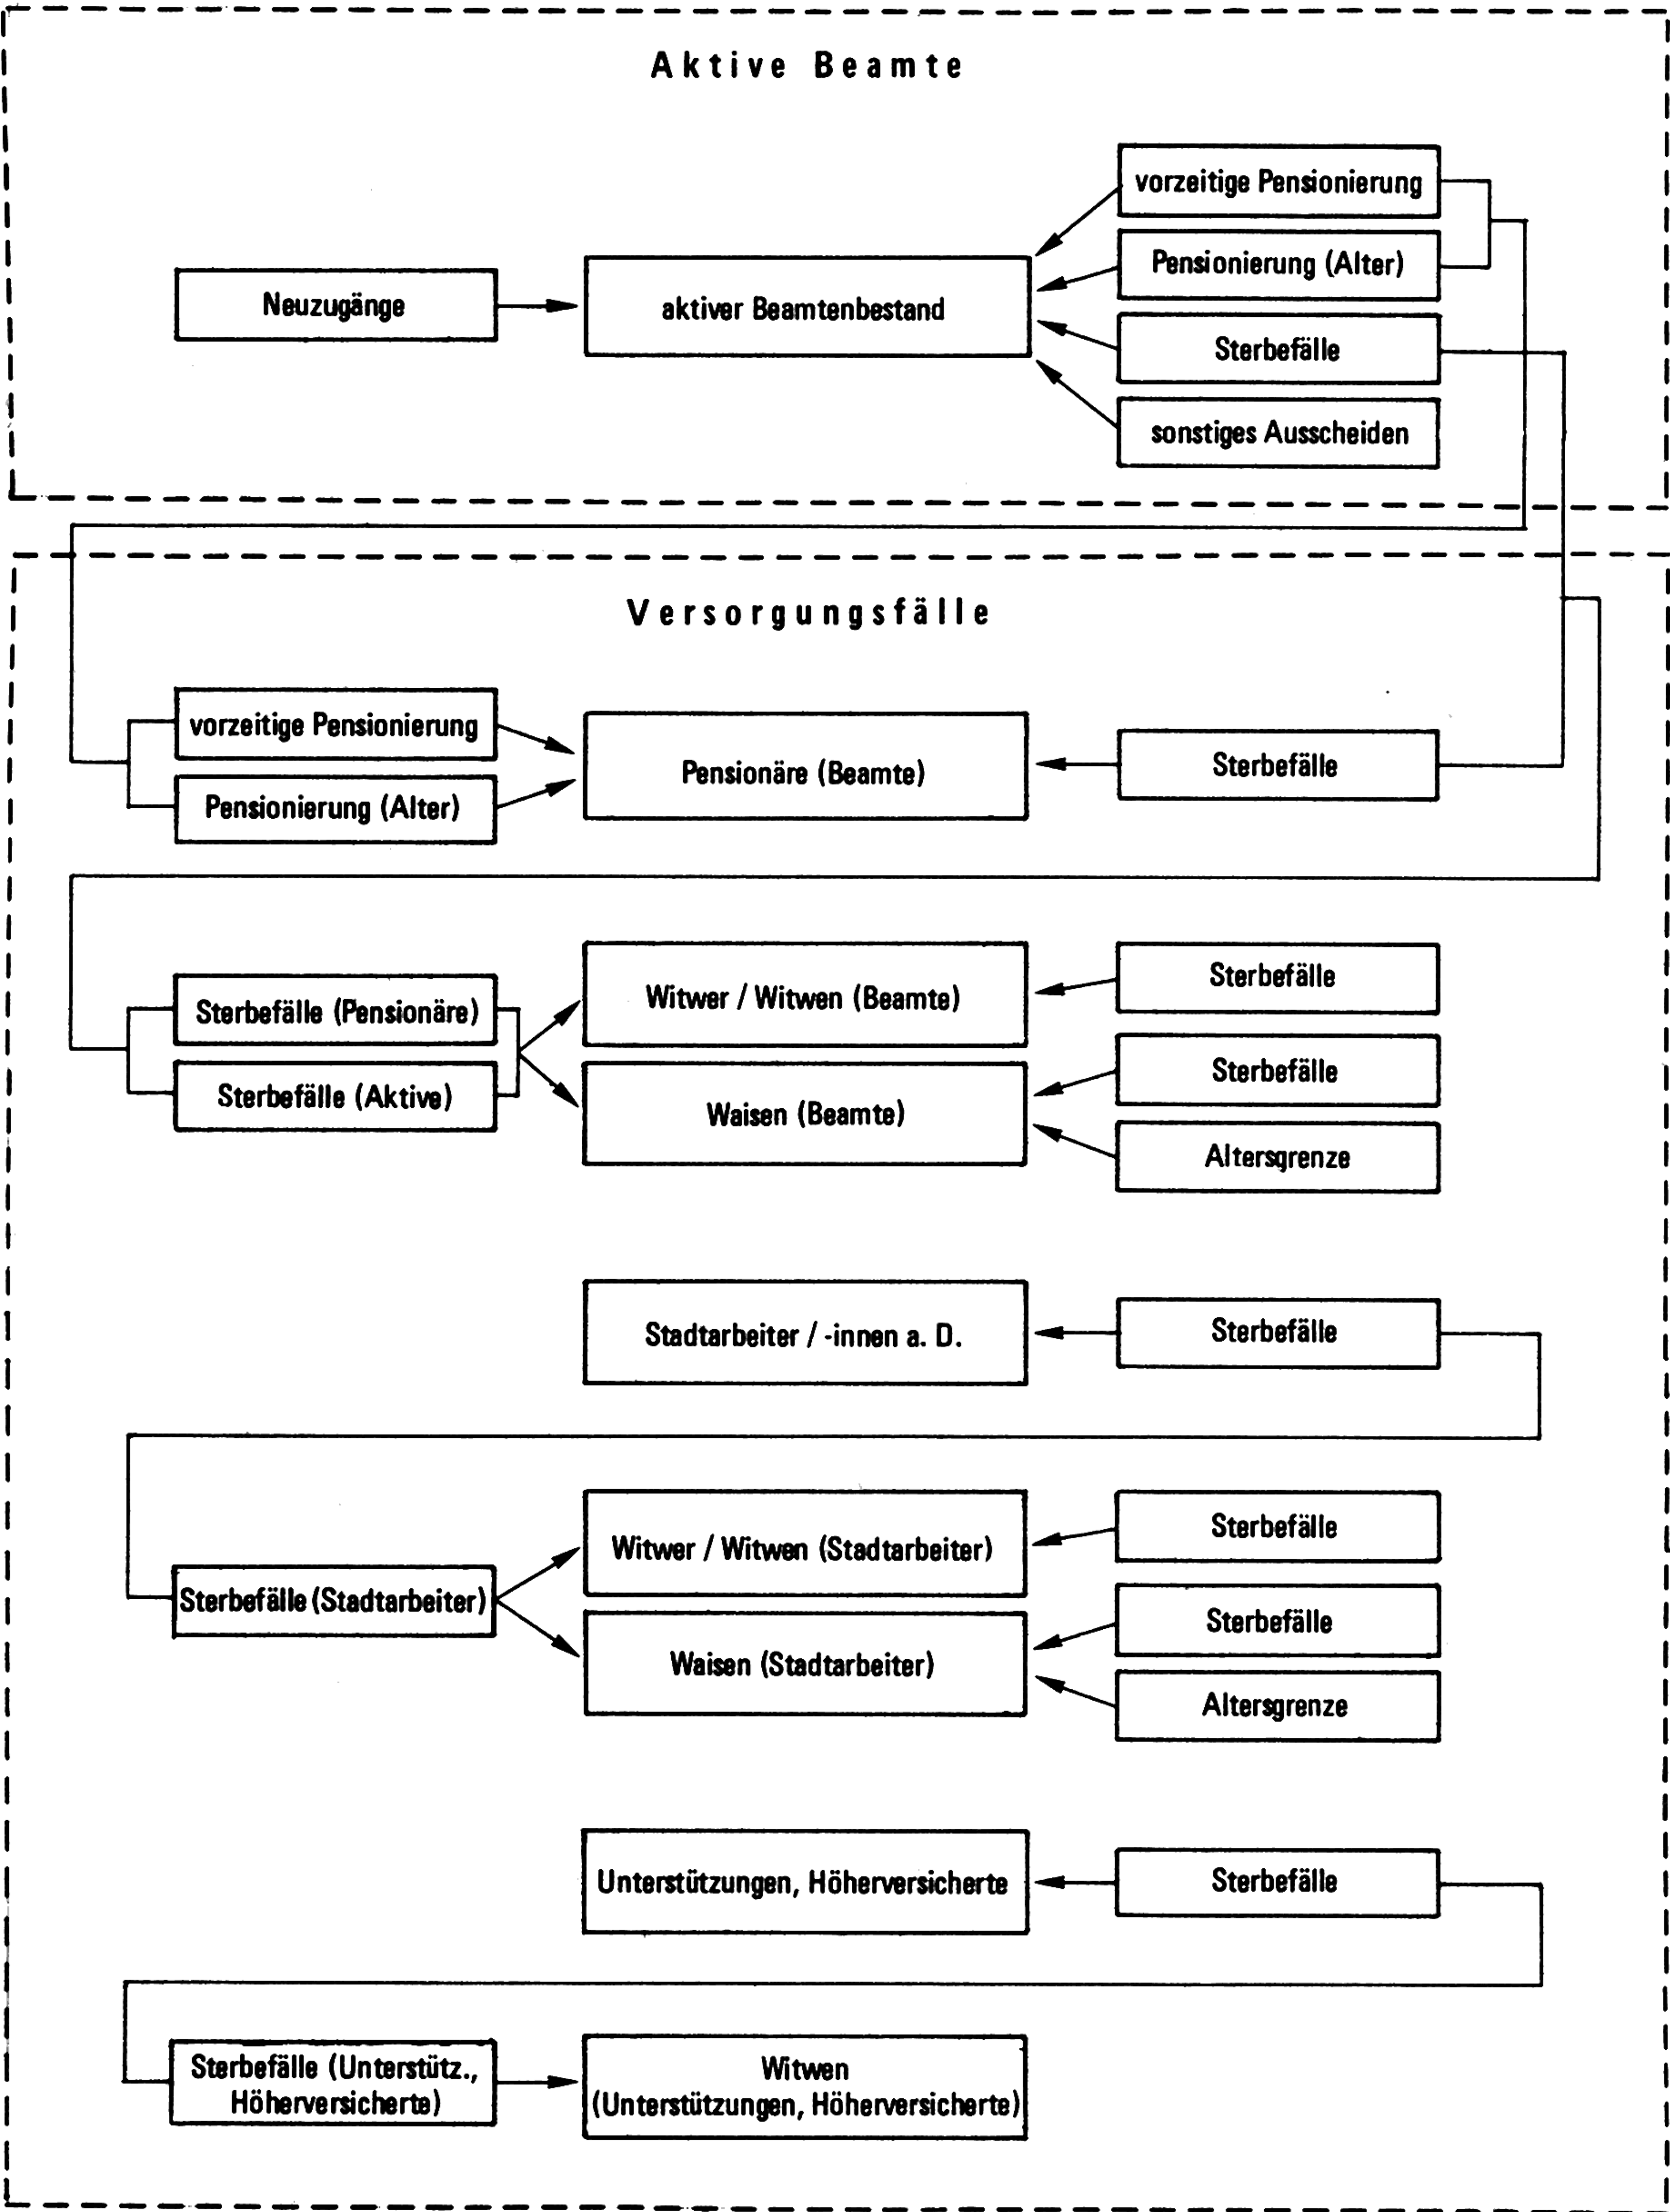 Aktive Beamte
vorzeitige Pensionierung
Pensionierung (Alter)
Neuzugänge
aktiver Beamtenbestand
Sterbefälle
sonstiges Ausscheiden
Versorgungsfälle
vorzeitige Pensionierung
Pensionierung (Alter)
Pensionäre (Beamte)
Sterbefälle
Sterbefälle (Pensionäre)
Sterbefälle (Aktive)
Witwer / Witwen (Beamte)
Waisen (Beamte)
Sterbefälle
Sterbefälle
Altersgrenze
Stadtarbeiter / -innen a. D.
Sterbefälle
Sterbefälle (Stadtarbeiter)
Witwer / Witwen (Stadtarbeiter)
Waisen (Stadtarbeiter)
Sterbefälle
Sterbefälle
Altersgrenze
Unterstützungen, Höherversicherte
Sterbefälle
Sterbefälle (Unterstütz.,
Höherversicherte)
Witwen
(Unterstützungen, Höherversicherte)